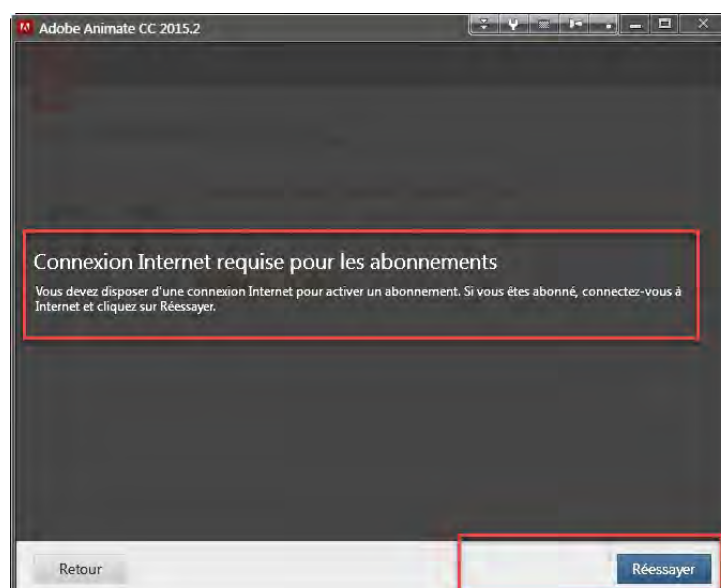 Adobe Animate CC 2015.2
Connexion Internet requise pour les abonnements
Vous devez disposer d'une connexion Internet pour activer un abonnement. Si vous êtes abonné, connectez-vous à
Internet et cliquez sur Réessayer.
Retour
Réessayer